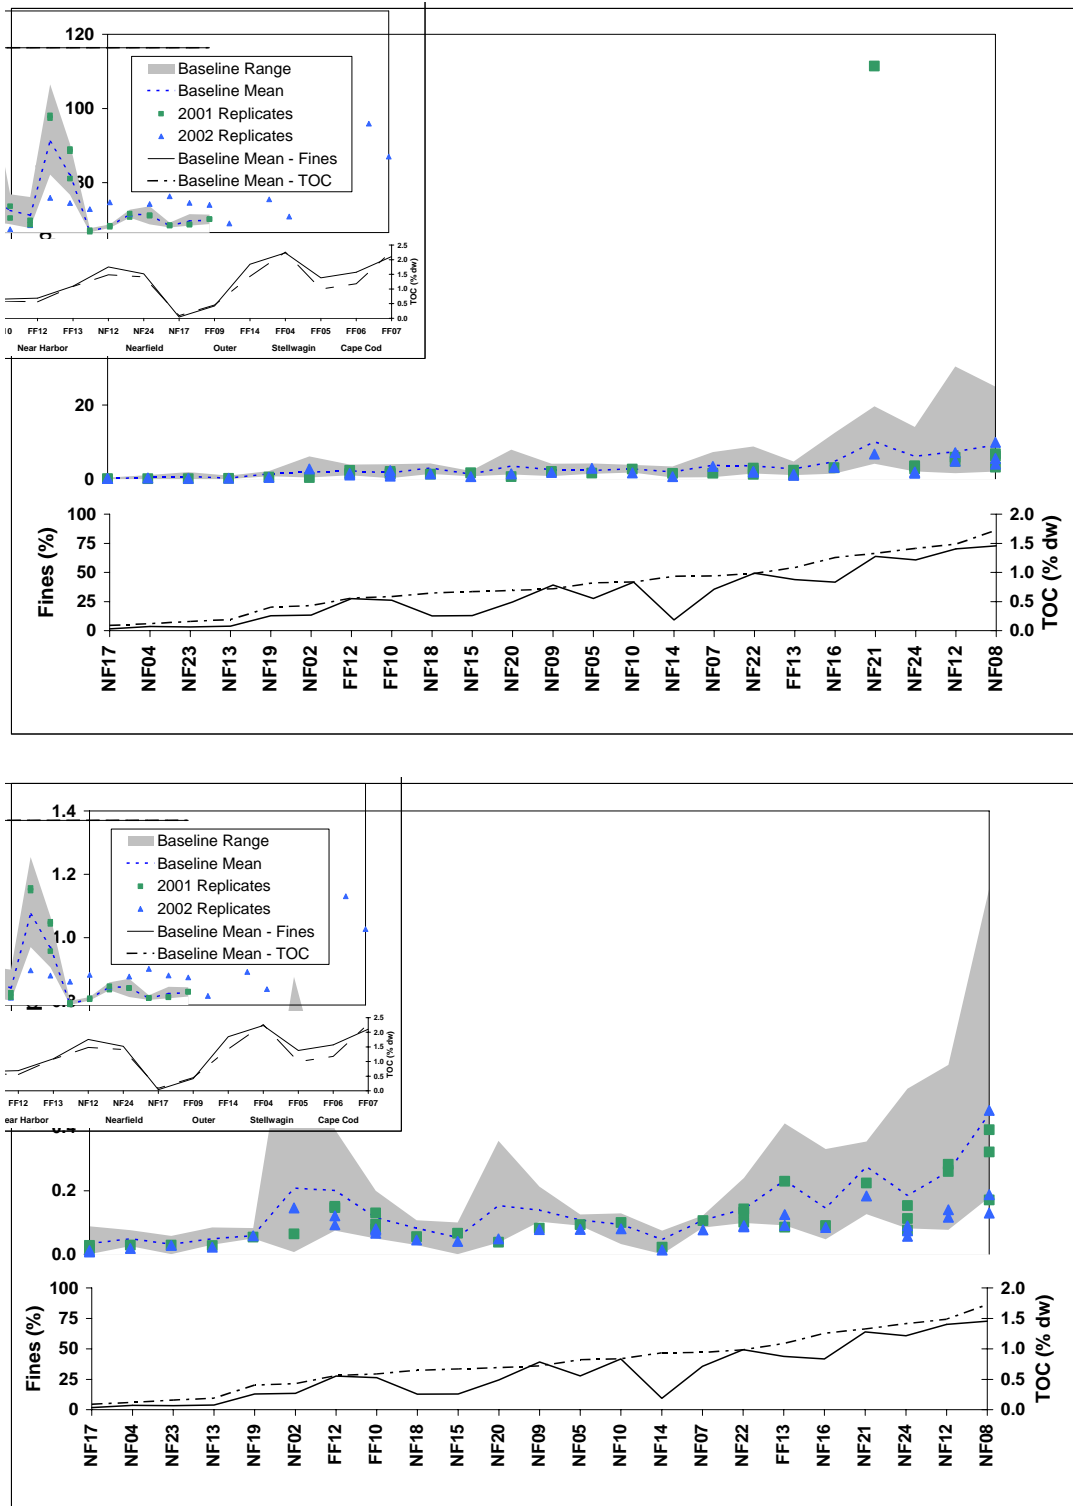 120
Baseline Range
Baseline Mean
100
2001 Replicates
2002 Replicates
Baseline Mean - Fines
Baseline Mean - TOC
2.5
2.0
1.5
1.0
0.5
0.0
TOC (% dw)
10 FF12 FF13 NF12 NF24 NF17 FF09 FF14 FF04 FF05 FF06 FF07
Near Harbor Nearfield Outer Stellwagin Cape Cod
20
0
100 2.0
75 1.5
50 1.0
25 0.5
0 0.0
Fines (%)
TOC (% dw)
NF17 NF04 NF23 NF13 NF19 NF02 FF12 FF10 NF18 NF15 NF20 NF09 NF05 NF10 NF14 NF07 NF22 FF13 NF16 NF21 NF24 NF12 NF08
1.4
Baseline Range
Baseline Mean
1.2
2001 Replicates
2002 Replicates
Baseline Mean - Fines
1.0
Baseline Mean - TOC
2.5
2.0
1.5
1.0
0.5
0.0
TOC (% dw)
FF12 FF13 NF12 NF24 NF17 FF09 FF14 FF04 FF05 FF06 FF07
ear Harbor Nearfield Outer Stellwagin Cape Cod
0.2
0.0
100 2.0
75 1.5
50 1.0
25 0.5
0 0.0
Fines (%)
TOC (% dw)
NF17 NF04 NF23 NF13 NF19 NF02 FF12 FF10 NF18 NF15 NF20 NF09 NF05 NF10 NF14 NF07 NF22 FF13 NF16 NF21 NF24 NF12 NF08